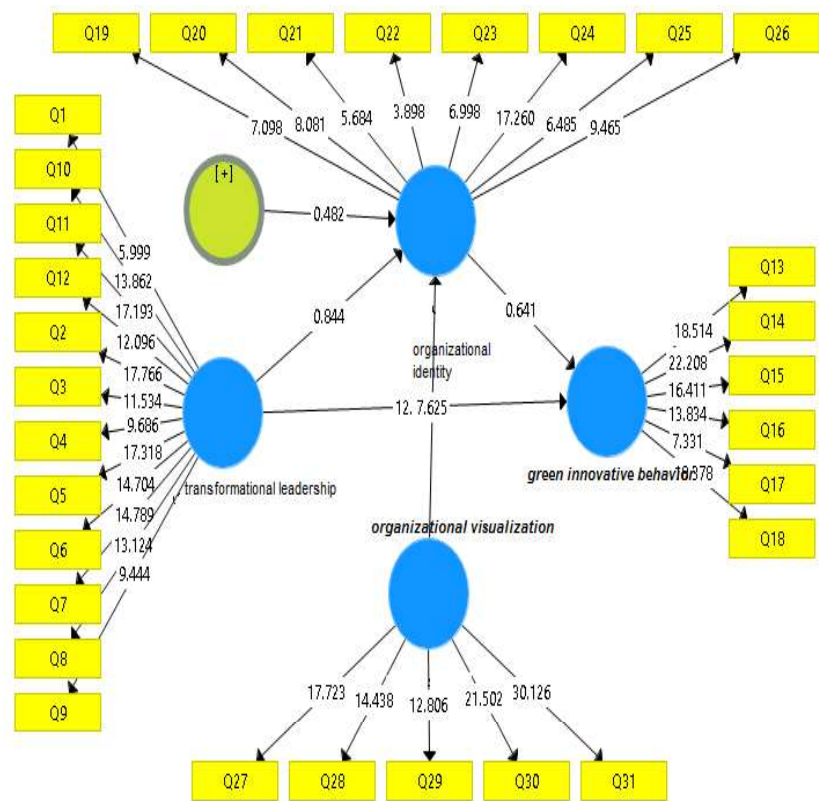 Q19 Q20 Q21 Q22 Q23 Q24 Q25 Q26
7.098 8.081 5.684 3.898 6.998 17.260 6.485 9.465
Q1
Q10
Q11
Q12
Q2
Q3
Q4
Q5
Q6
Q7
Q8
Q9
[+]
0.482
5.999
13.862
17.193
12.096
17.766
11.534
9.686
17.318
14.704
14.789
13.124
9.444
0.844
0.641
organizational
identity
12. 7.625
transformational leadership
green innovative behavior
18.514
22.208
16.411
13.834
7.331
Q13
Q14
Q15
Q16
Q17
Q18
organizational visualization
17.723 14.438 12.806 21.502 30.126
Q27 Q28 Q29 Q30 Q31